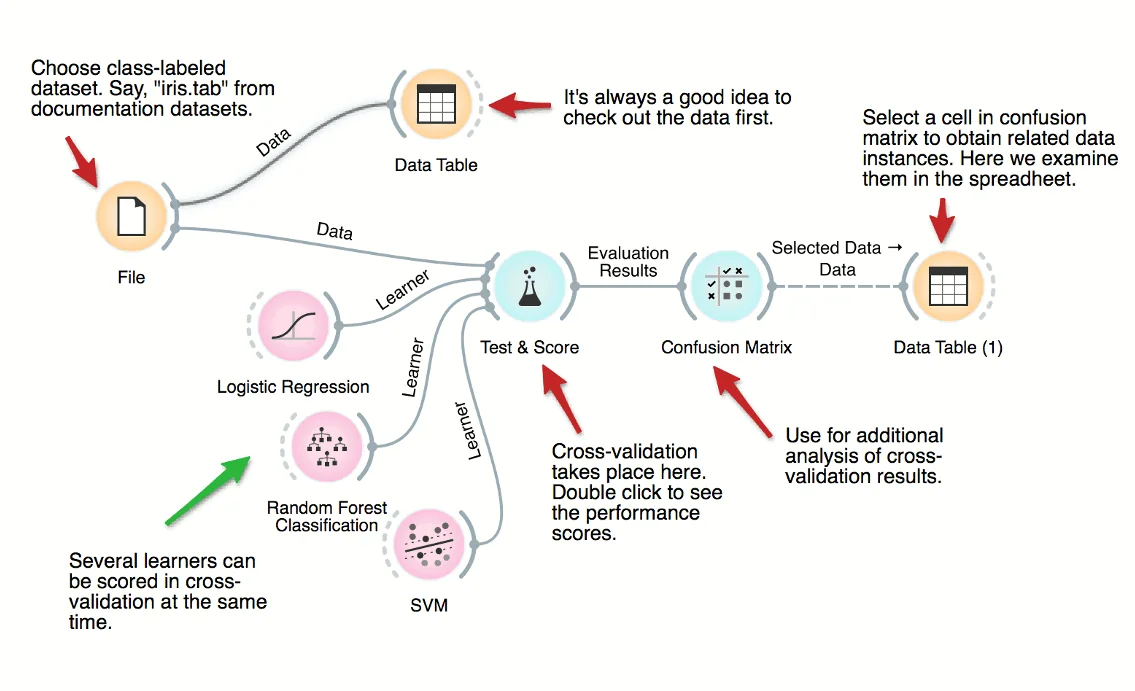 Choose class-labeled
dataset. Say, "iris.tab" from
documentation datasets.
Data
Data Table
It's always a good idea to
check out the data first.
Select a cell in confusion
matrix to obtain related data
instances. Here we examine
them in the spreadheet.
File
Data
Learner
Logistic Regression
Learner
Random Forest
Classification
Learner
SVM
Several learners can
be scored in cross-
validation at the same
time.
Test & Score
Cross-validation
takes place here.
Double click to see
the performance
scores.
Evaluation
Results
Confusion Matrix
Use for additional
analysis of cross-
validation results.
Selected Data →
Data
Data Table (1)